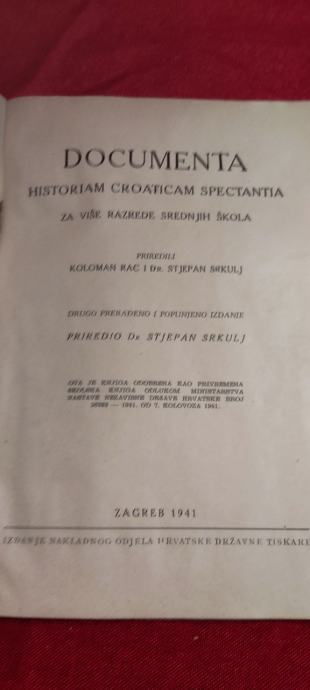 DOCUMENTA
HISTORIAM CROATICAM SPECTANTIA
ZA VIŠE RAZREDE SREDNJIH ŠKOLA
PRIREDILI
KOLOMAN RAC I DR. STJEPAN SRKULJ
DRUGO PRERAĐENO I POPUNJENO IZDANJE
PRIREDIO Dr STJEPAN SRKULJ
OVA JE KNJIGA ODOBRENA KAO PRIVREMENA
ŠKOLSKA KNJIGA ODLUKOM MINISTARSTVA
NASTAVE NEZAVISNE DRŽAVE HRVATSKE BROJ
— 1941. OD 7. KOLOVOZA 1941.
ZAGREB 1941
IZDANJE NAKLADNOG ODJELA HRVATSKE DRŽAVNE TISKARE